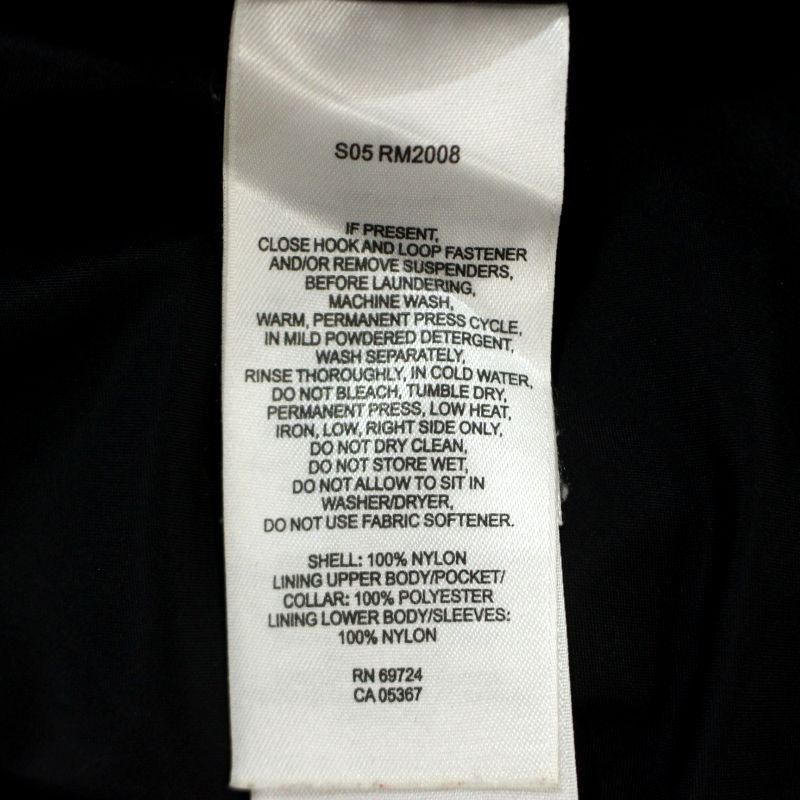 S05 RM2008
IF PRESENT,
CLOSE HOOK AND LOOP FASTENER
AND/OR REMOVE SUSPENDERS,
BEFORE LAUNDERING,
MACHINE WASH,
WARM, PERMANENT PRESS CYCLE,
IN MILD POWDERED DETERGENT,
WASH SEPARATELY,
RINSE THOROUGHLY, IN COLD WATER,
DO NOT BLEACH, TUMBLE DRY,
PERMANENT PRESS, LOW HEAT,
IRON, LOW, RIGHT SIDE ONLY,
DO NOT DRY CLEAN,
DO NOT STORE WET,
DO NOT ALLOW TO SIT IN
WASHER/DRYER,
DO NOT USE FABRIC SOFTENER.
SHELL: 100% NYLON
LINING UPPER BODY/POCKET/
COLLAR: 100% POLYESTER
LINING LOWER BODY/SLEEVES:
100% NYLON
RN 69724
CA 05367